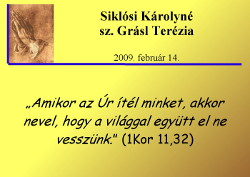 Siklósi Károlyné
sz. Grásl Terézia
2009. február 14.
„Amikor az Úr ítél minket, akkor
nevel, hogy a világgal együtt el ne
vesszünk.” (1Kor 11,32)